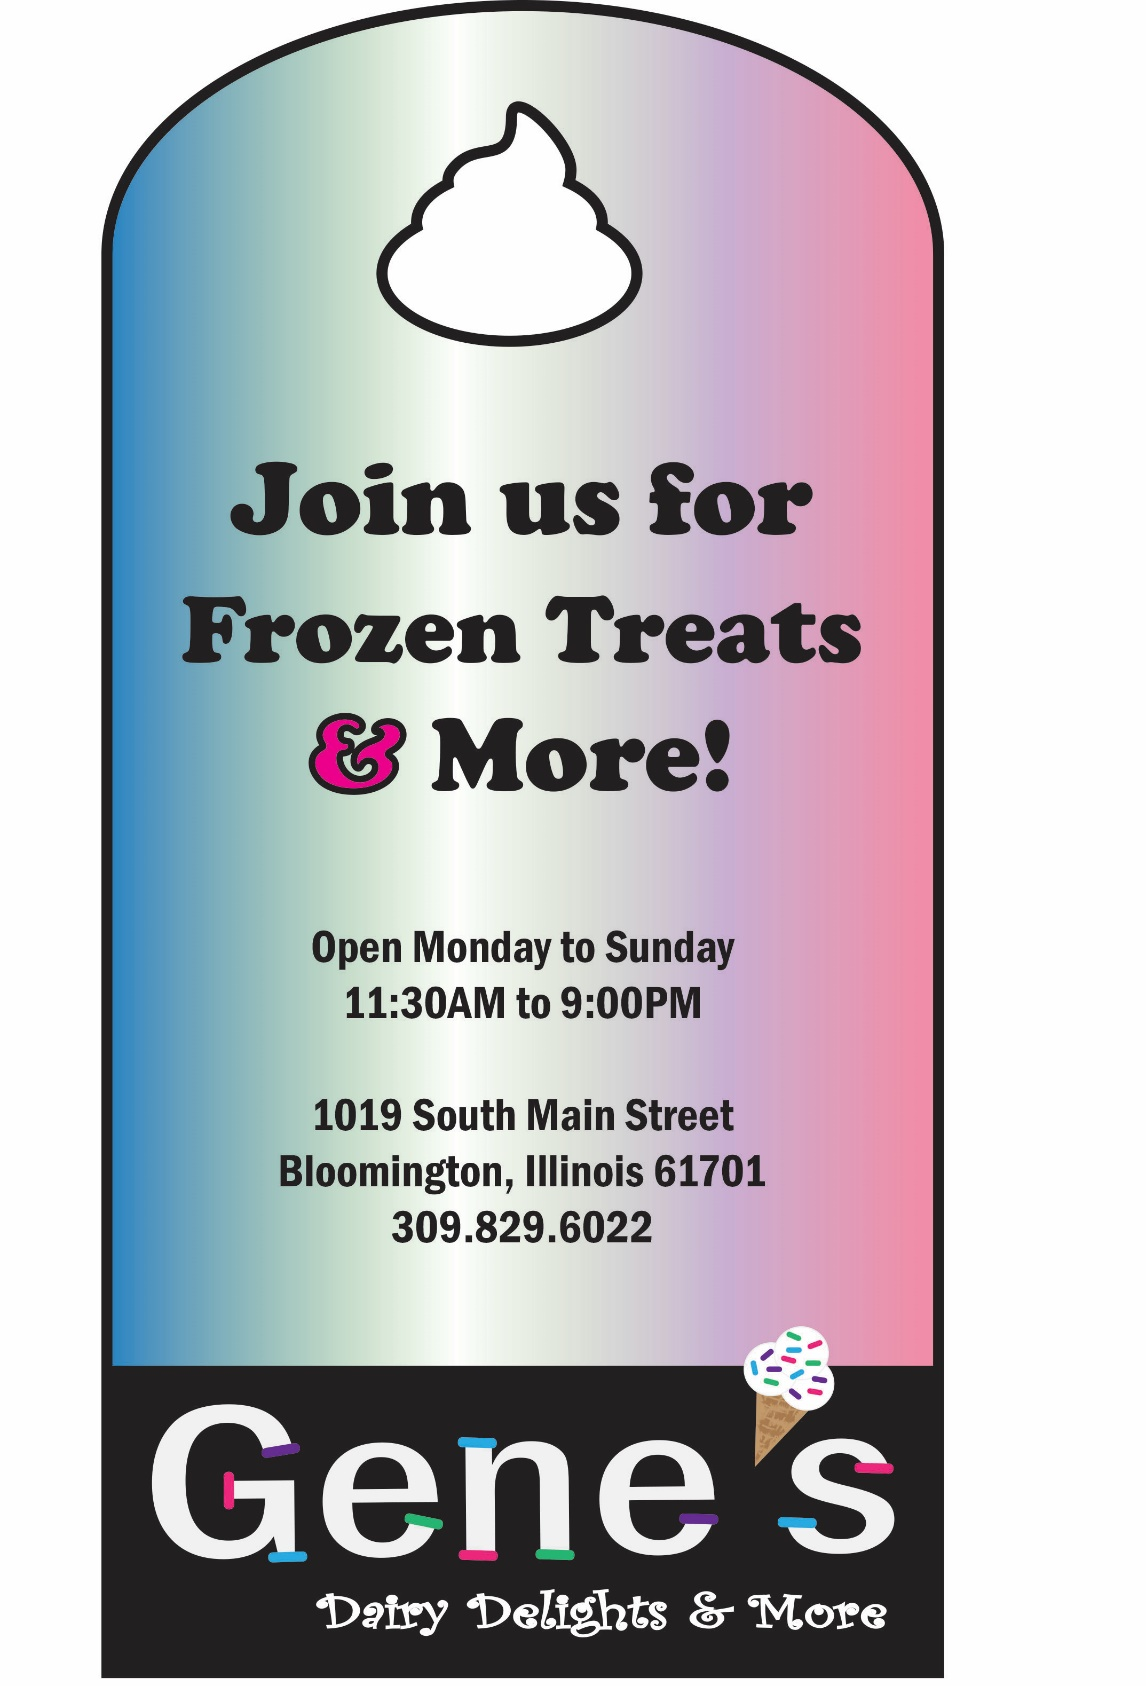 Join us for
Frozen Treats
& More!
Open Monday to Sunday
11:30AM to 9:00PM
1019 South Main Street
Bloomington, Illinois 61701
309.829.6022
Gene's
Dairy Delights & More